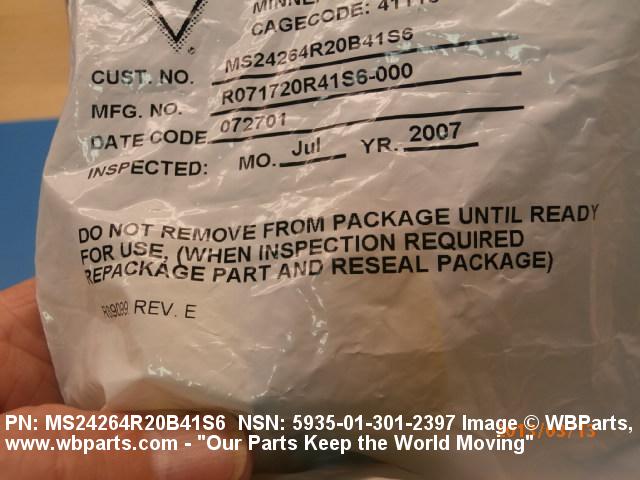 CAGECODE:
CUST. NO. MS24264R20B41S6
MFG. NO. R071720R41S6-000
DATE CODE 072701
INSPECTED: MO. Jul YR. 2007
DO NOT REMOVE FROM PACKAGE UNTIL READY
FOR USE, (WHEN INSPECTION REQUIRED
REPACKAGE PART AND RESEAL PACKAGE)
R09099 REV. E
PN: MS24264R20B41S6 NSN: 5935-01-301-2397 Image © WBParts,
www.wbparts.com - "Our Parts Keep the World Moving"